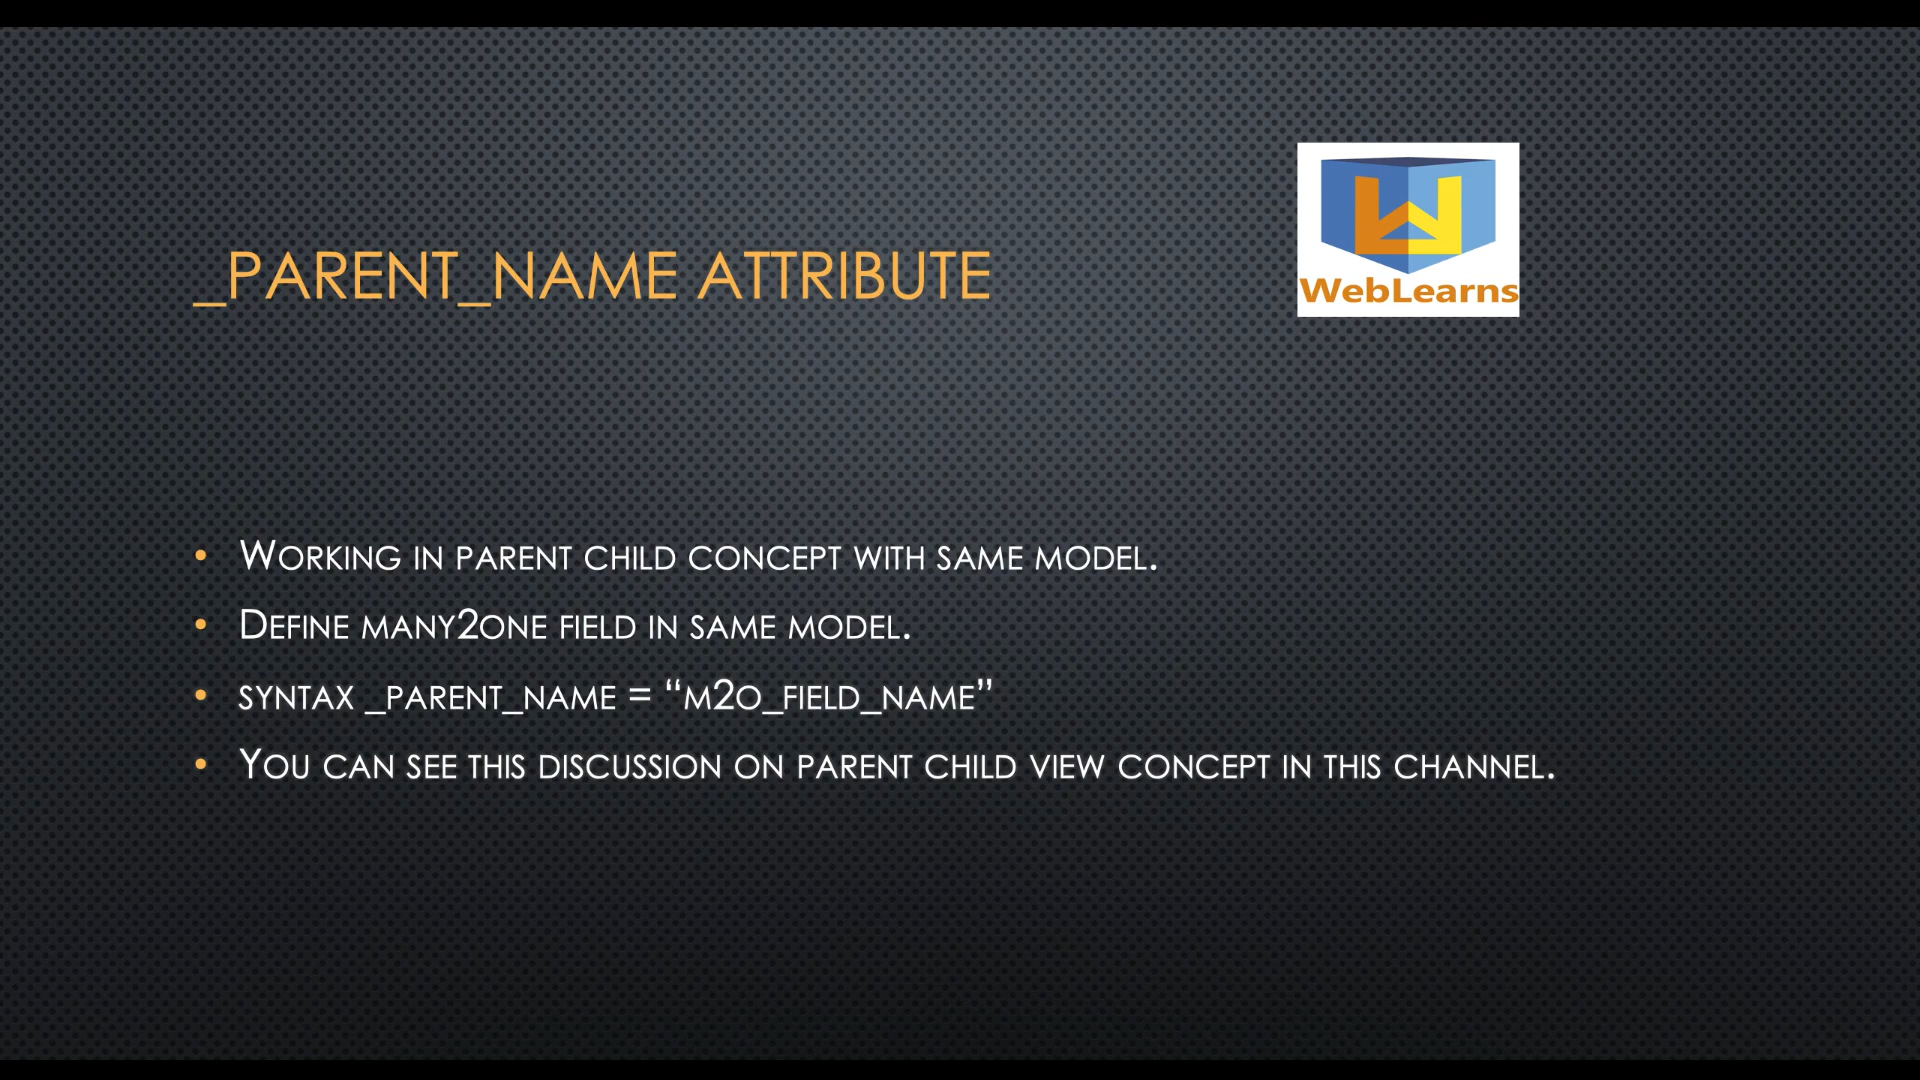 _PARENT_NAME ATTRIBUTE
WebLearns
• Working in parent child concept with same model.
• Define many2one field in same model.
• syntax _parent_name = “m2o_field_name”
• You can see this discussion on parent child view concept in this channel.